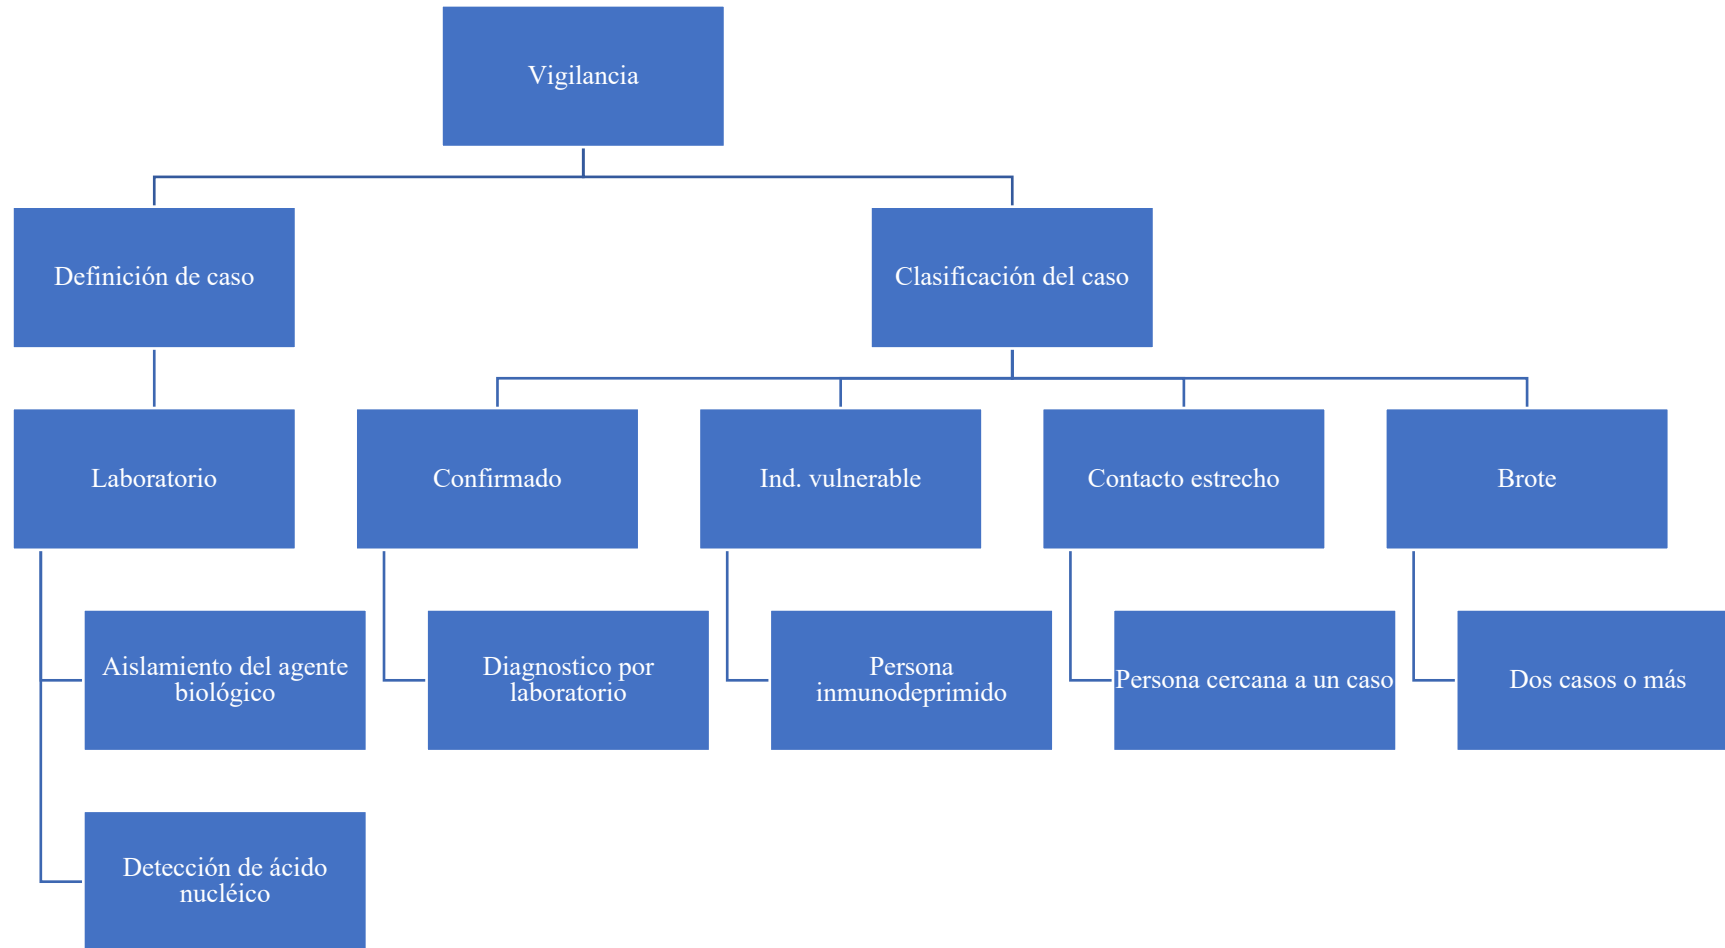 Vigilancia
Definición de caso
Clasificación del caso
Laboratorio
Confirmado
Ind. vulnerable
Contacto estrecho
Brote
Aislamiento del agente
biológico
Diagnostico por
laboratorio
Persona
inmunodeprimido
Persona cercana a un caso
Dos casos o más
Detección de ácido
nucléico